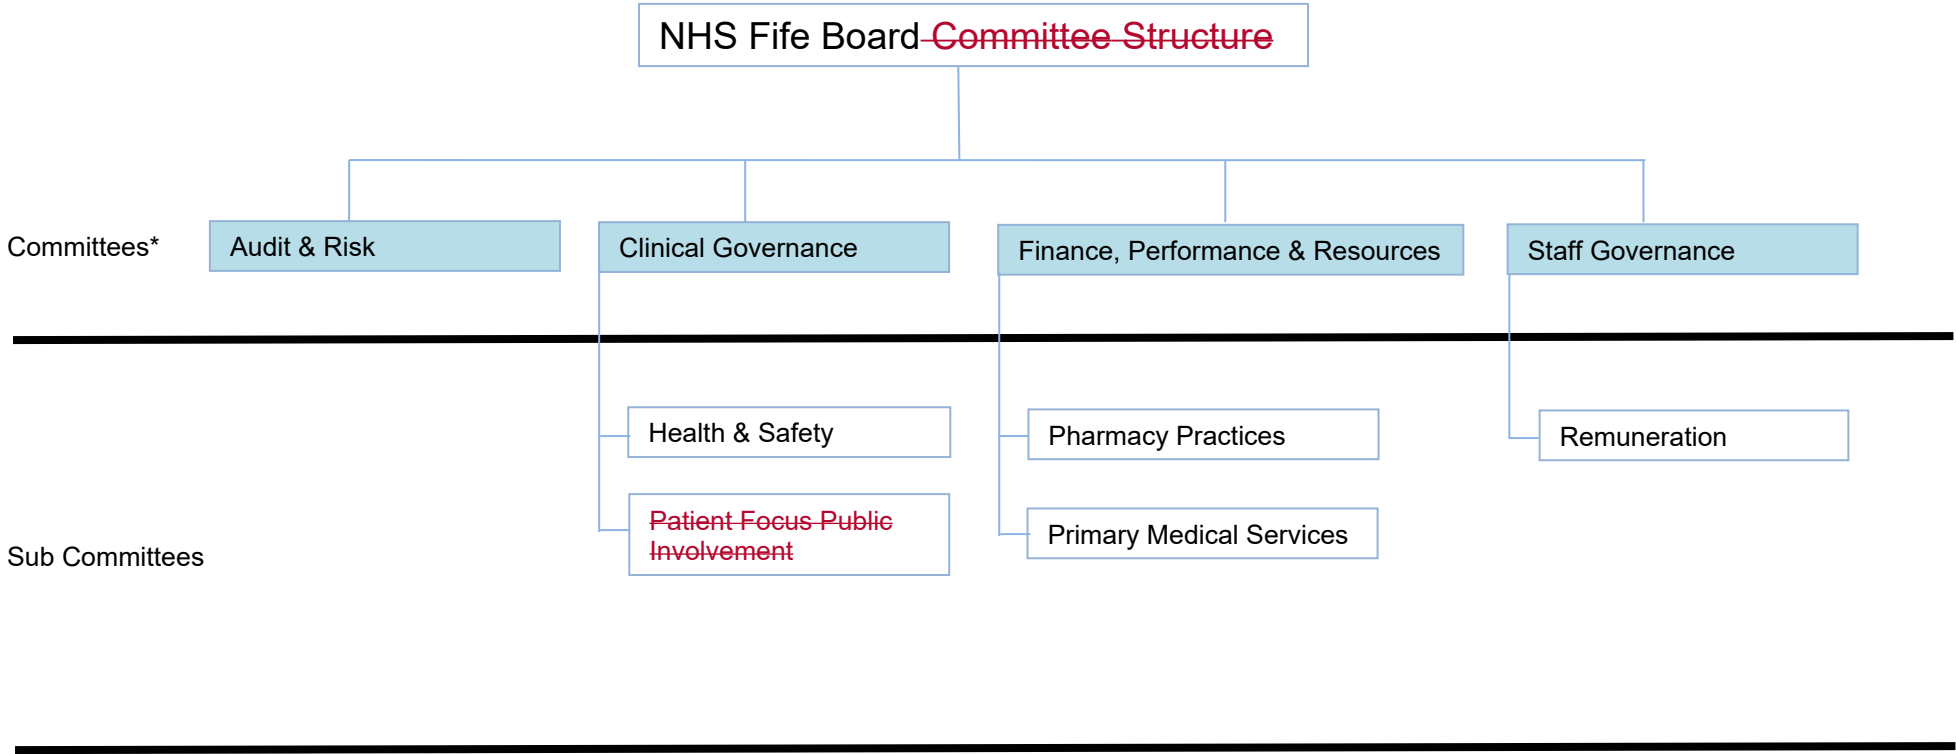 NHS Fife Board Committee Structure
Committees*
Audit & Risk
Clinical Governance
Finance, Performance & Resources
Staff Governance
Health & Safety
Pharmacy Practices
Remuneration
Patient Focus Public
Involvement
Primary Medical Services
Sub Committees